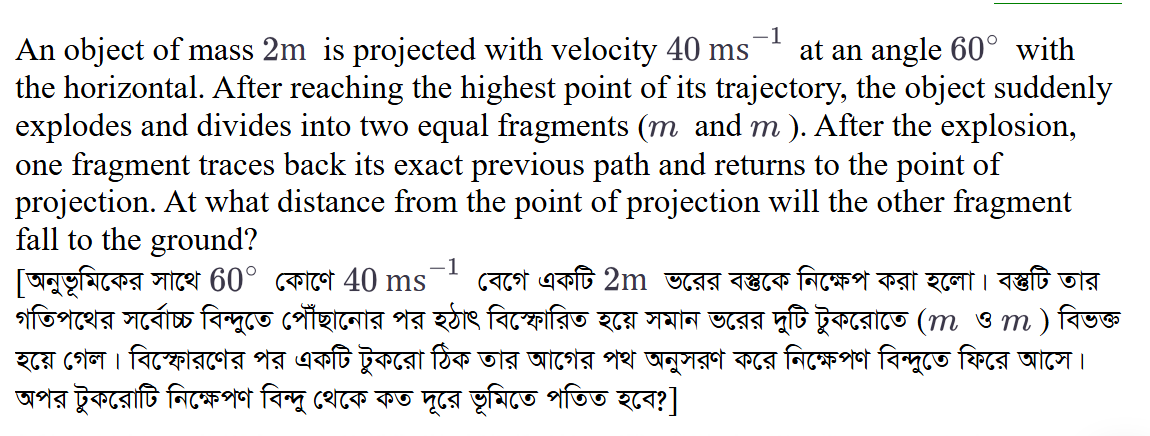 An object of mass 2m is projected with velocity 40 ms⁻¹ at an angle 60° with
the horizontal. After reaching the highest point of its trajectory, the object suddenly
explodes and divides into two equal fragments (m and m ). After the explosion,
one fragment traces back its exact previous path and returns to the point of
projection. At what distance from the point of projection will the other fragment
fall to the ground?
[অনুভূমিকের সাথে 60° কোণে 40 ms⁻¹ বেগে একটি 2m ভরের বস্তুকে নিক্ষেপ করা হলো। বস্তুটি তার
গতিপথের সর্বোচ্চ বিন্দুতে পৌঁছানোর পর হঠাৎ বিস্ফোরিত হয়ে সমান ভরের দুটি টুকরোতে (m ও m ) বিভক্ত
হয়ে গেল। বিস্ফোরণের পর একটি টুকরো ঠিক তার আগের পথ অনুসরণ করে নিক্ষেপণ বিন্দুতে ফিরে আসে।
অপর টুকরোটি নিক্ষেপণ বিন্দু থেকে কত দূরে ভূমিতে পতিত হবে?]